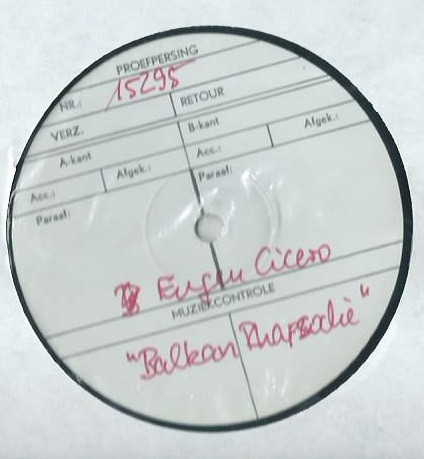 PROEFPERSING
NR.: 15295
RETOUR
VERZ.
A-kant
B-kant
Acc.: Afgek.:
Acc.: Afgek.:
Paraaf:
Paraaf:
Eugen Cicero
MUZIEKCONTROLE
"Balkan Rhapsodie"